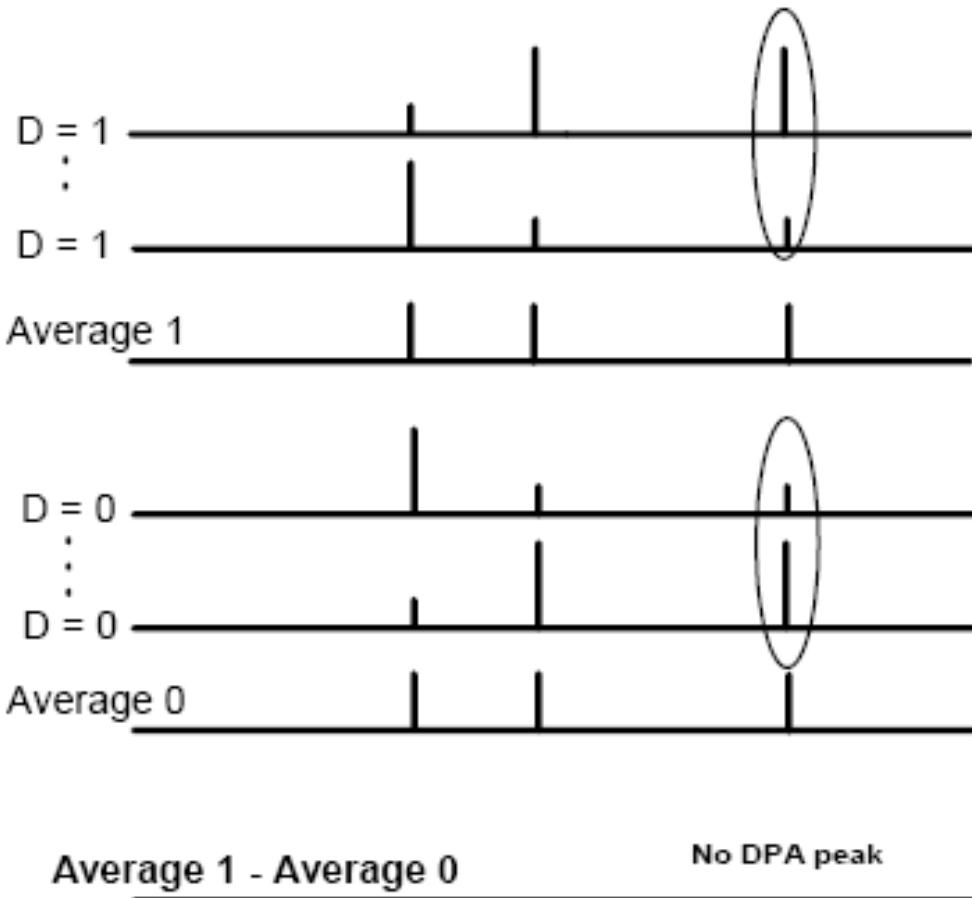 D = 1
D = 1
Average 1
D = 0
D = 0
Average 0
No DPA peak
Average 1 - Average 0